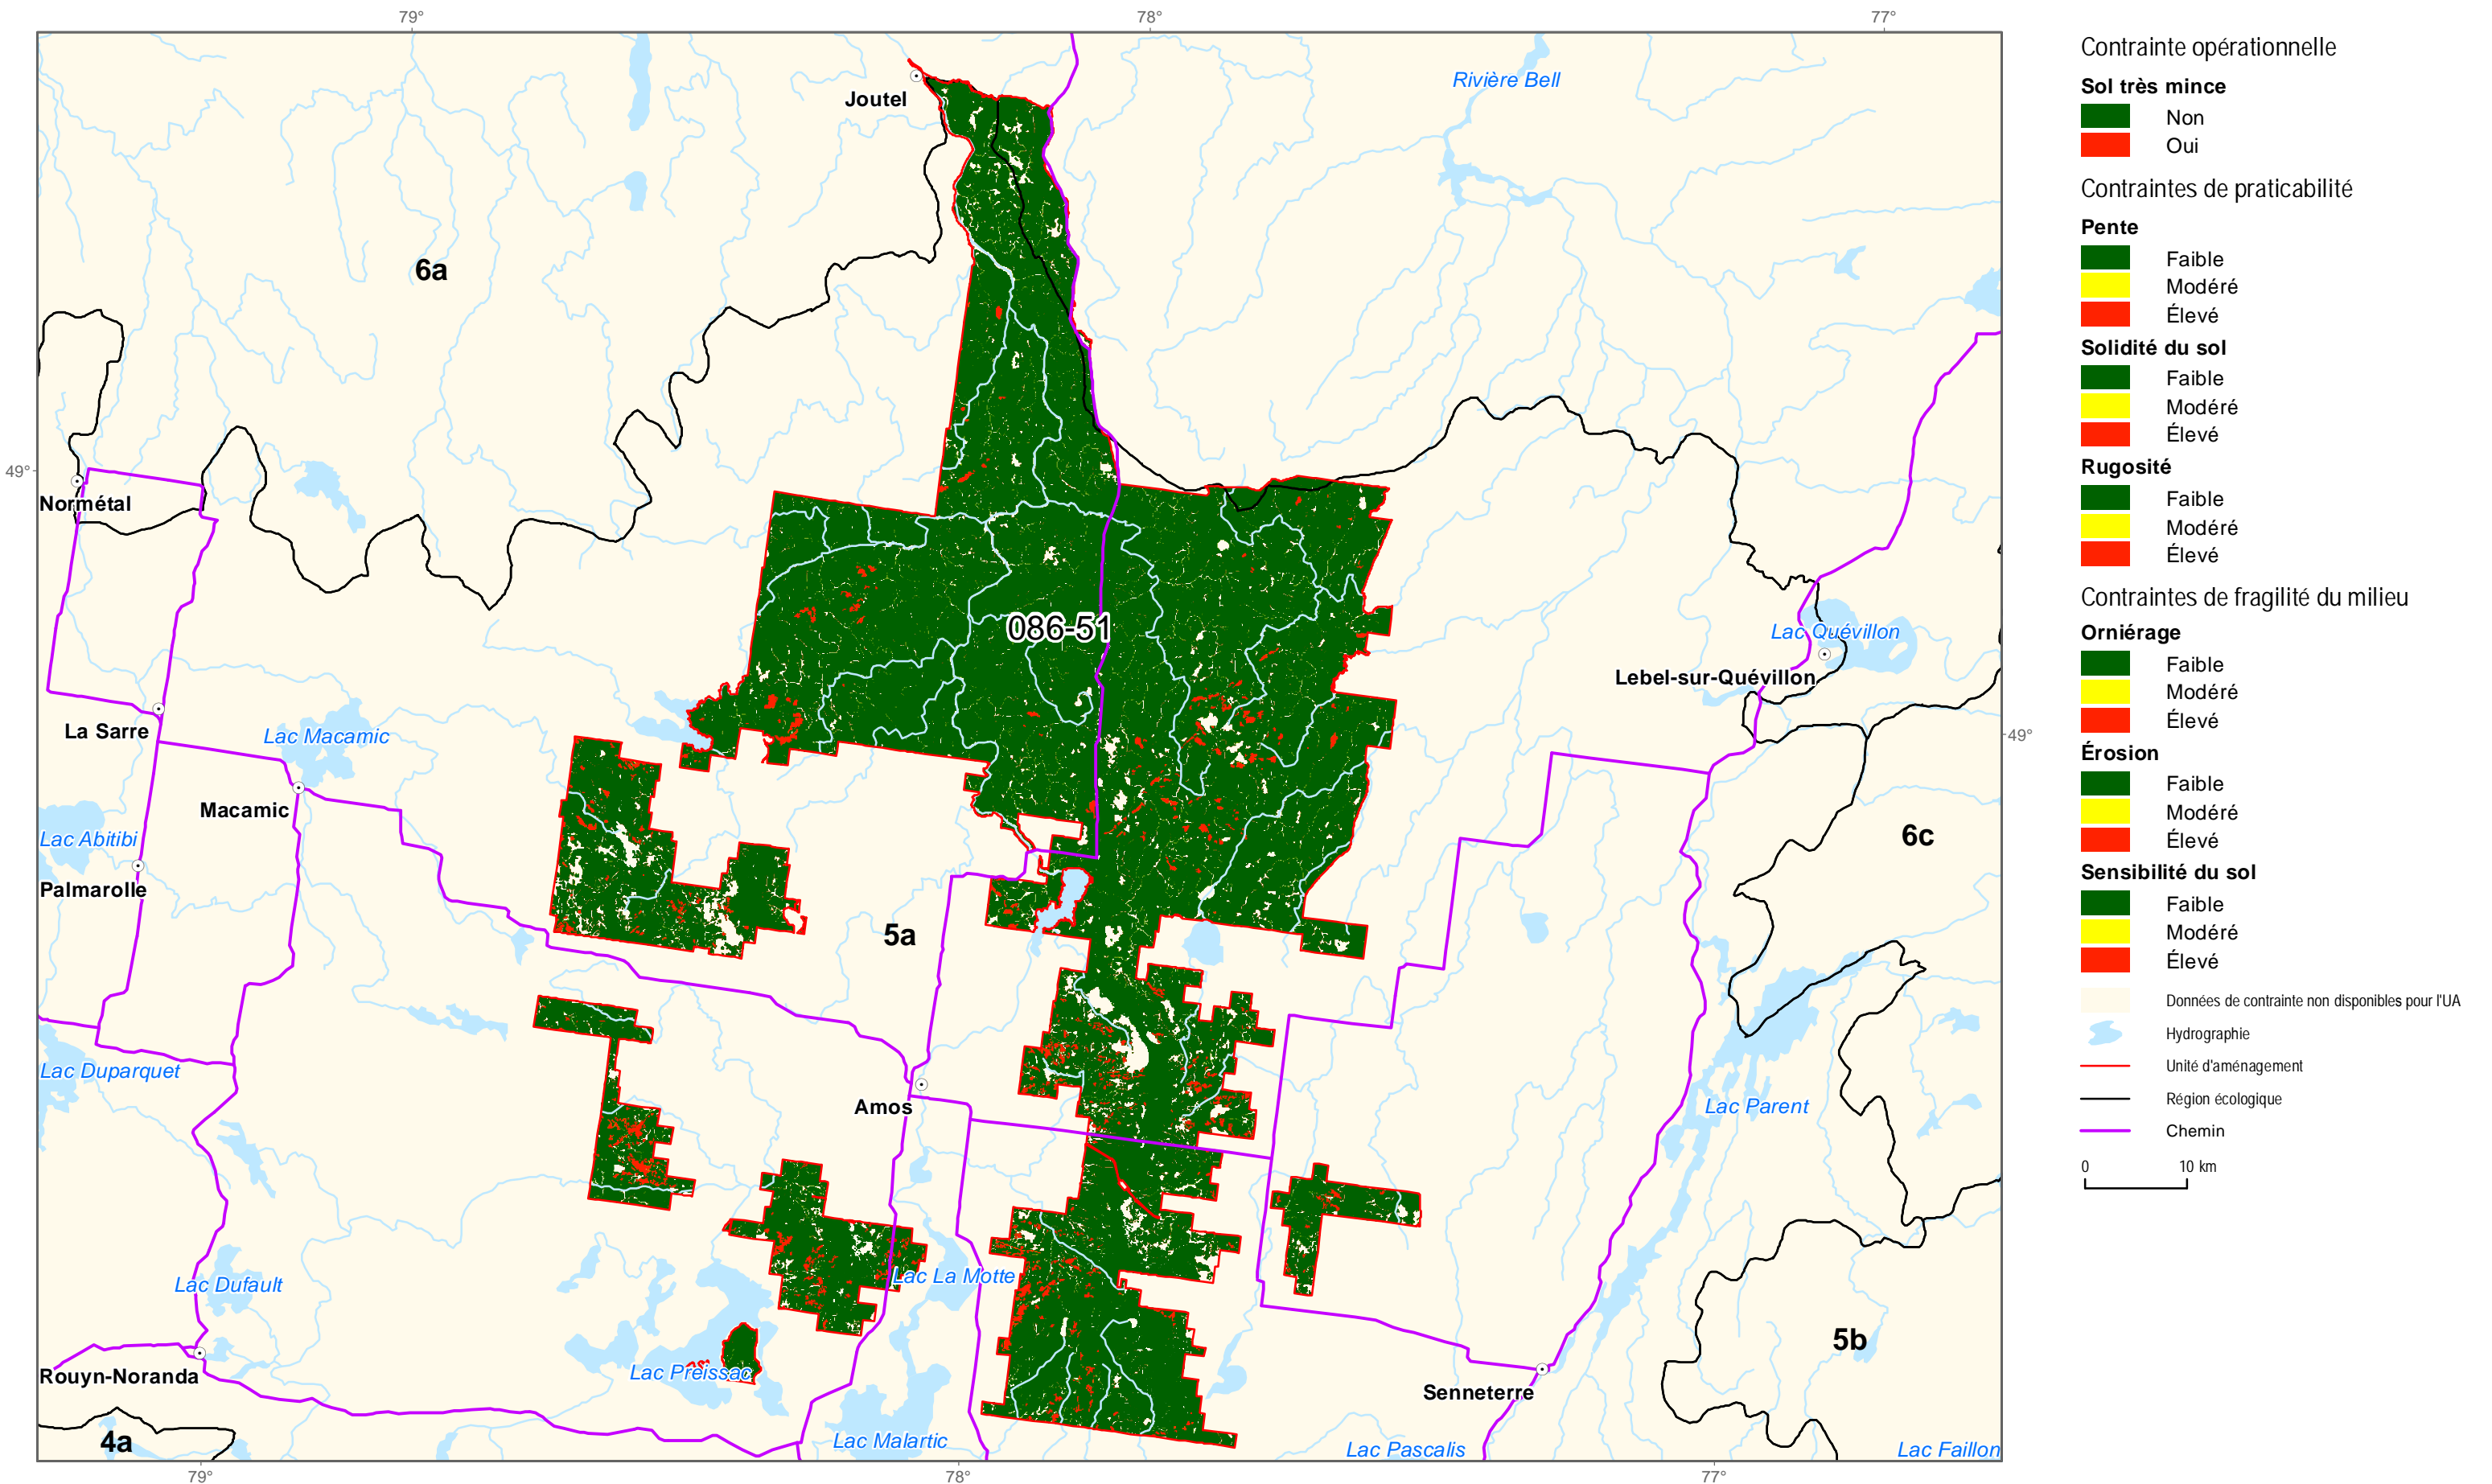 79°
78°
77°
Joutel
Rivière Bell
6a
49°
Normétal
086-51
Lac Quévillon
Lebel-sur-Quévillon
La Sarre
Lac Macamic
49°
Macamic
Lac Abitibi
6c
Palmarolle
5a
Lac Duparquet
Amos
Lac Parent
Lac La Motte
Lac Dufault
5b
Lac Preissac
Rouyn-Noranda
Senneterre
4a
Lac Malartic
Lac Pascalis
Lac Faillon
79°
78°
77°
Contrainte opérationnelle
Sol très mince
Non
Oui
Contraintes de praticabilité
Pente
Faible
Modéré
Élevé
Solidité du sol
Faible
Modéré
Élevé
Rugosité
Faible
Modéré
Élevé
Contraintes de fragilité du milieu
Orniérage
Faible
Modéré
Élevé
Érosion
Faible
Modéré
Élevé
Sensibilité du sol
Faible
Modéré
Élevé
Données de contrainte non disponibles pour l'UA
Hydrographie
Unité d'aménagement
Région écologique
Chemin
0 10 km